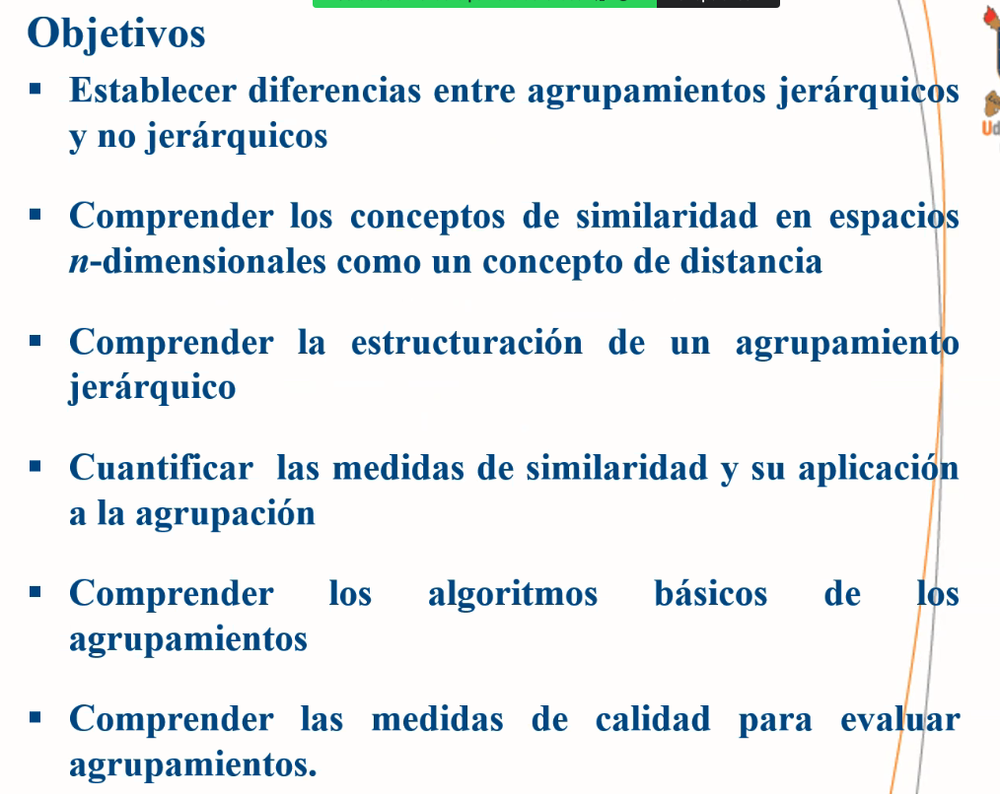 Objetivos
▪ Establecer diferencias entre agrupamientos jerárquicos
y no jerárquicos
▪ Comprender los conceptos de similaridad en espacios
n-dimensionales como un concepto de distancia
▪ Comprender la estructuración de un agrupamiento
jerárquico
▪ Cuantificar las medidas de similaridad y su aplicación
a la agrupación
▪ Comprender los algoritmos básicos de los
agrupamientos
▪ Comprender las medidas de calidad para evaluar
agrupamientos.